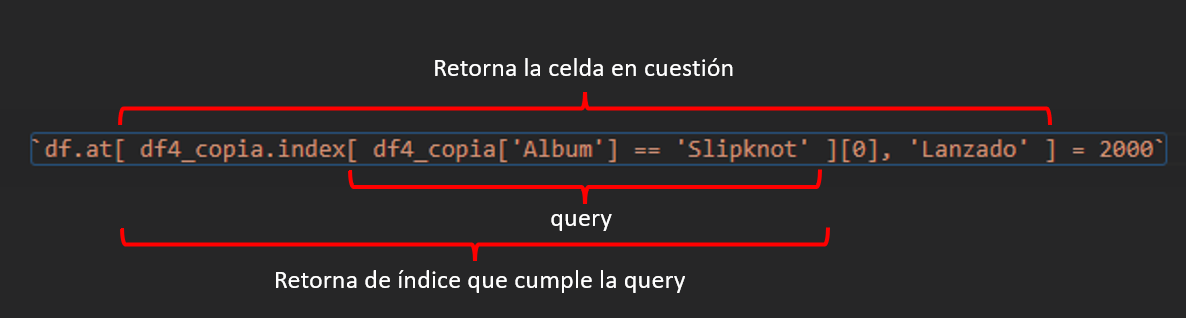 Retorna la celda en cuestión
`df.at[ df4_copia.index[ df4_copia['Album'] == 'Slipknot' ][0], 'Lanzado' ] = 2000`
query
Retorna de índice que cumple la query